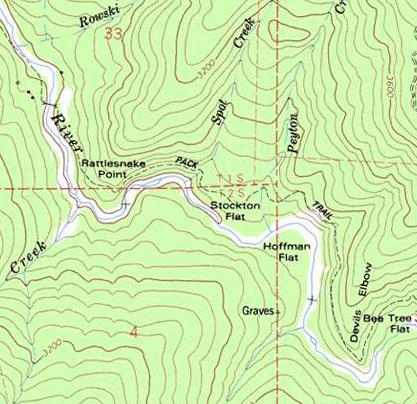 Rowski
Creek
Cr
33
3200
3600
Spot
Peyton
River
Rattlesnake
Point
PACK
T 1 S
T 2 S
TRAIL
Stockton
Flat
Hoffman
Flat
Creek
Devils Elbow
Graves
Bee Tree
Flat
4
3200